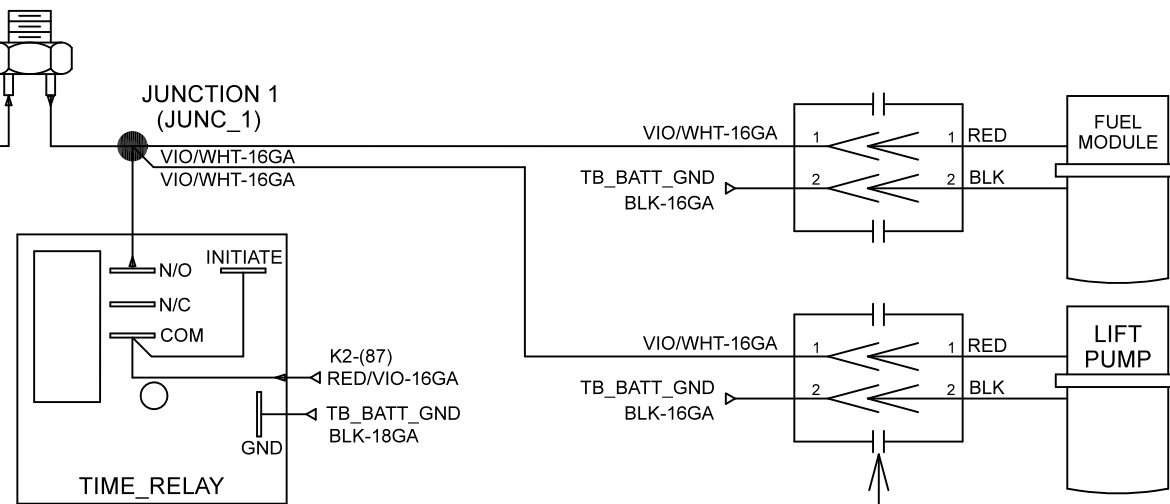 JUNCTION 1
(JUNC_1)
VIO/WHT-16GA
VIO/WHT-16GA
VIO/WHT-16GA
1
1
RED
TB_BATT_GND
2
2
BLK
BLK-16GA
FUEL
MODULE
N/O
INITIATE
N/C
COM
K2-(87)
RED/VIO-16GA
TB_BATT_GND
BLK-18GA
GND
TIME_RELAY
VIO/WHT-16GA
1
1
RED
TB_BATT_GND
2
2
BLK
BLK-16GA
LIFT
PUMP